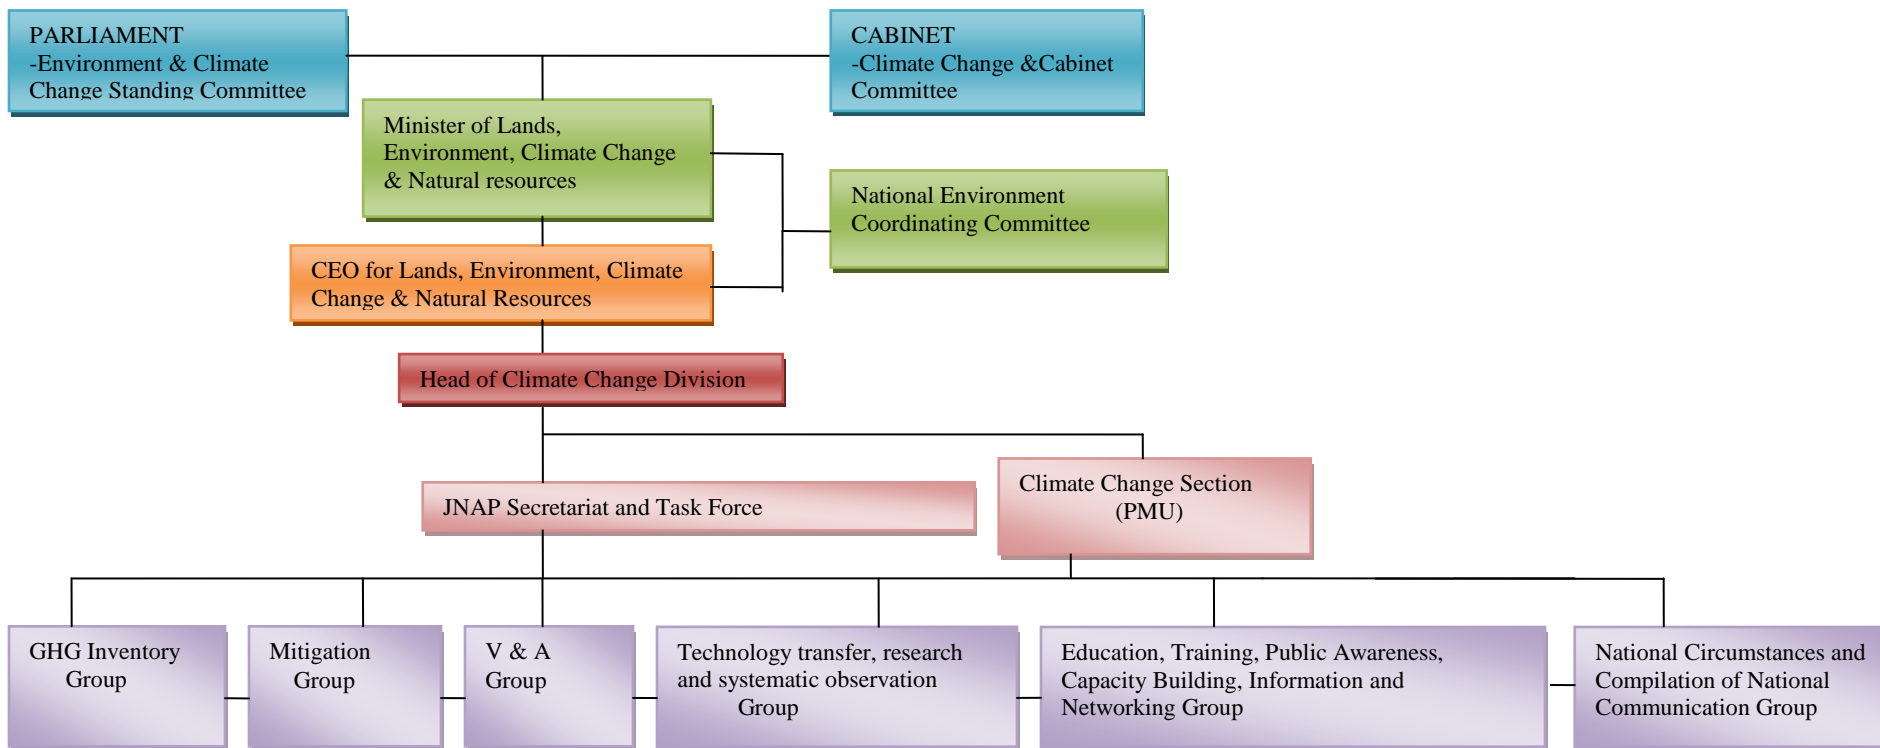 PARLIAMENT
-Environment & Climate
Change Standing Committee
CABINET
-Climate Change &Cabinet
Committee
Minister of Lands,
Environment, Climate Change
& Natural resources
National Environment
Coordinating Committee
CEO for Lands, Environment, Climate
Change & Natural Resources
Head of Climate Change Division
JNAP Secretariat and Task Force
Climate Change Section
(PMU)
GHG Inventory
Group
Mitigation
Group
V & A
Group
Technology transfer, research
and systematic observation
Group
Education, Training, Public Awareness,
Capacity Building, Information and
Networking Group
National Circumstances and
Compilation of National
Communication Group